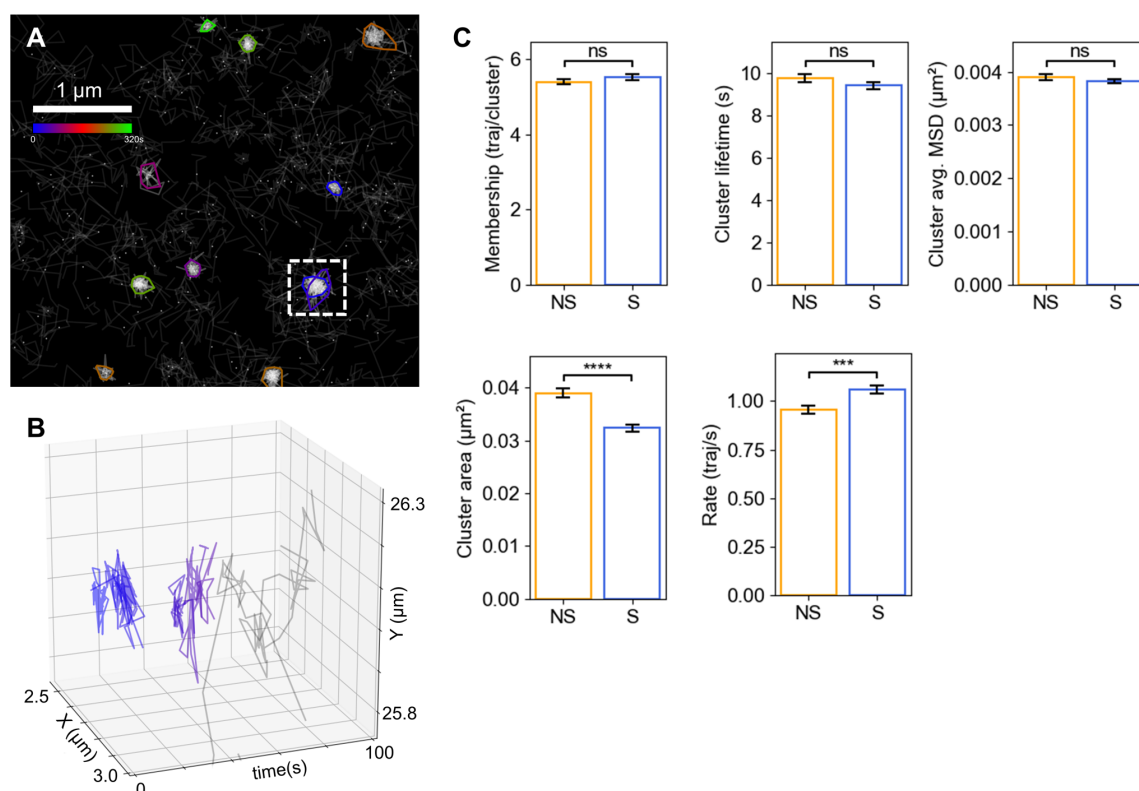 A
1 µm
0
320s
B
26.3
Y (µm)
25.8
2.5
X (µm)
3.0
0
time(s)
100
C
ns
Membership (traj/cluster)
6
4
2
0
NS
S
ns
Cluster lifetime (s)
10
8
6
4
2
0
NS
S
ns
Cluster avg. MSD (µm²)
0.004
0.003
0.002
0.001
0.000
NS
S
****
Cluster area (µm²)
0.04
0.03
0.02
0.01
0.00
NS
S
***
Rate (traj/s)
1.00
0.75
0.50
0.25
0.00
NS
S